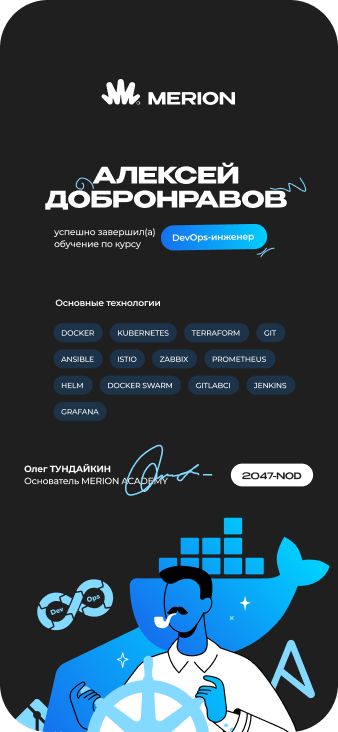 MERION
АЛЕКСЕЙ
ДОБРОНРАВОВ
успешно завершил(а)
обучение по курсу
DevOps-инженер
Основные технологии
DOCKER KUBERNETES TERRAFORM GIT
ANSIBLE ISTIO ZABBIX PROMETHEUS
HELM DOCKER SWARM GITLABCI JENKINS
GRAFANA
Олег ТУНДАЙКИН
Основатель MERION ACADEMY
2047-NOD
Dev Ops